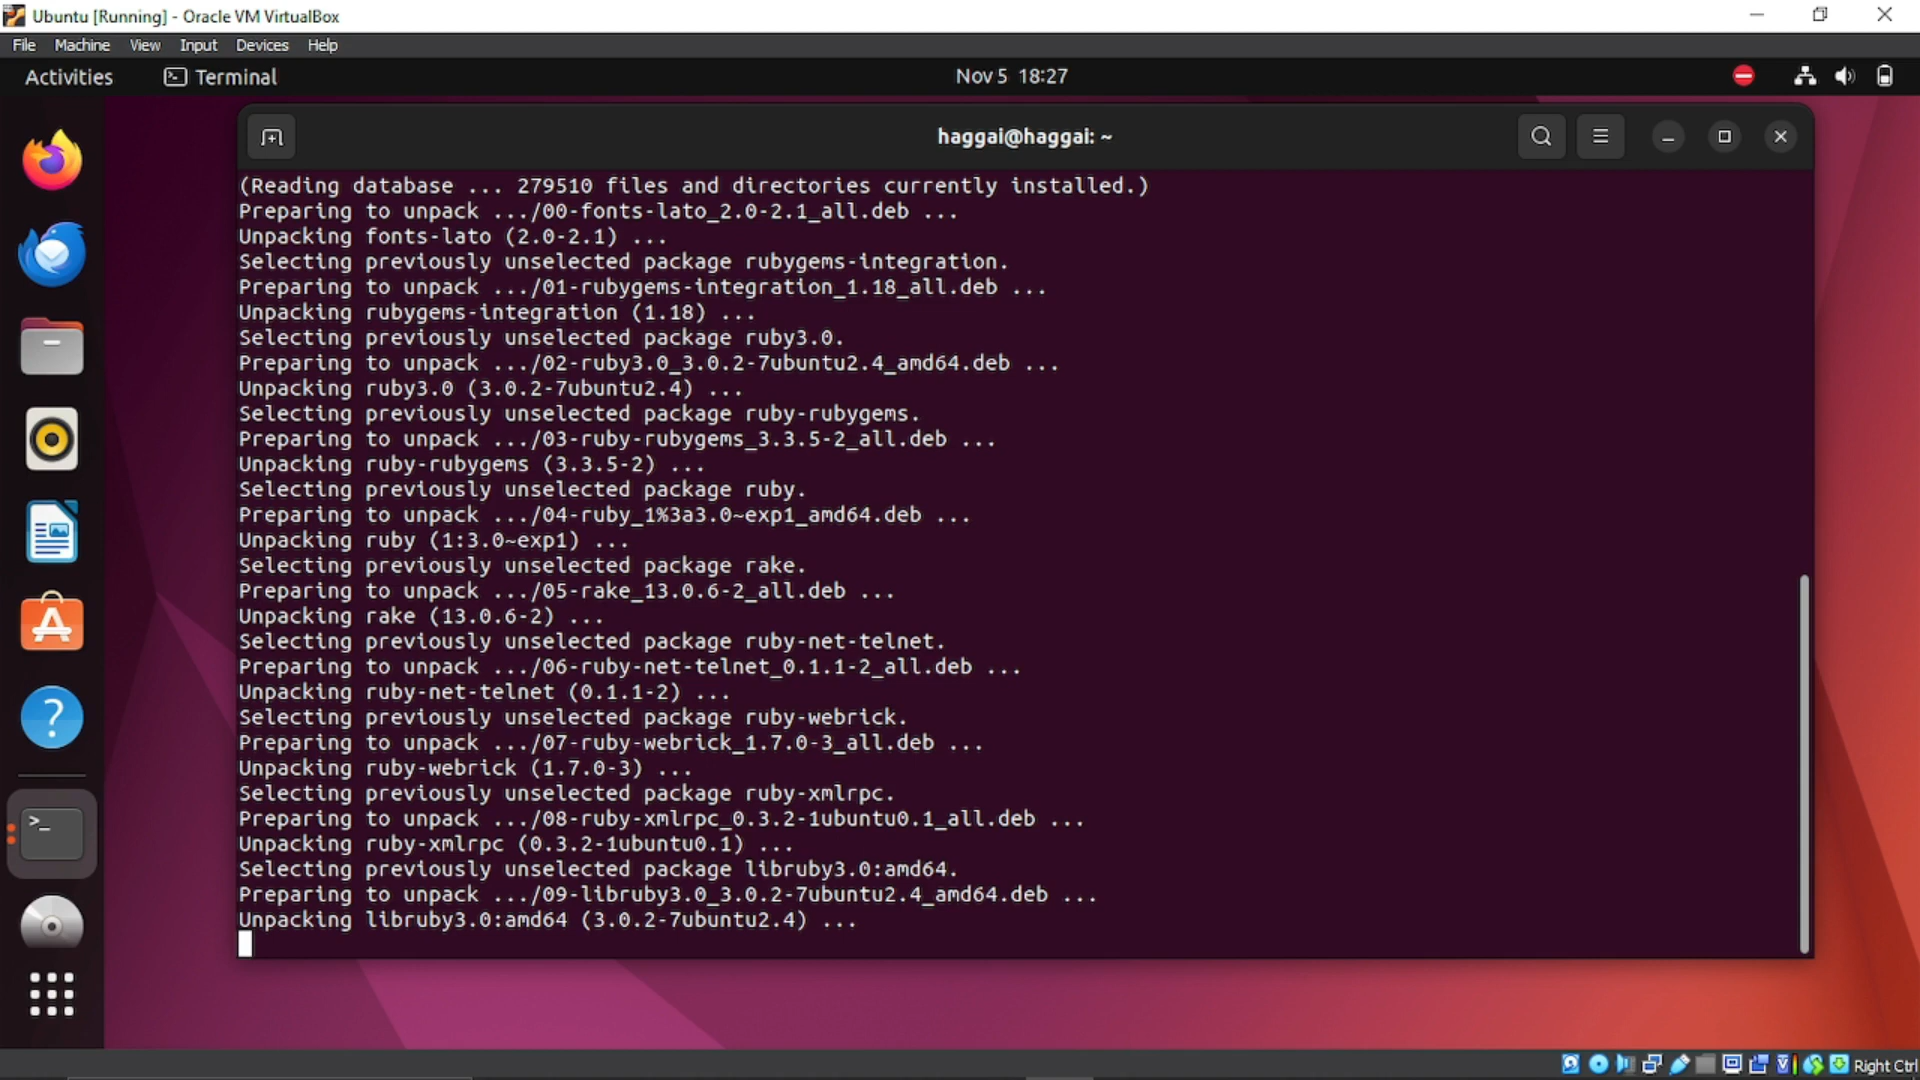 Ubuntu [Running] - Oracle VM VirtualBox
File Machine View Input Devices Help
Activities Terminal Nov 5 18:27
haggai@haggai: ~
(Reading database ... 279510 files and directories currently installed.)
Preparing to unpack .../00-fonts-lato_2.0-2.1_all.deb ...
Unpacking fonts-lato (2.0-2.1) ...
Selecting previously unselected package rubygems-integration.
Preparing to unpack .../01-rubygems-integration_1.18_all.deb ...
Unpacking rubygems-integration (1.18) ...
Selecting previously unselected package ruby3.0.
Preparing to unpack .../02-ruby3.0_3.0.2-7ubuntu2.4_amd64.deb ...
Unpacking ruby3.0 (3.0.2-7ubuntu2.4) ...
Selecting previously unselected package ruby-rubygems.
Preparing to unpack .../03-ruby-rubygems_3.3.5-2_all.deb ...
Unpacking ruby-rubygems (3.3.5-2) ...
Selecting previously unselected package ruby.
Preparing to unpack .../04-ruby_1%3a3.0~exp1_amd64.deb ...
Unpacking ruby (1:3.0~exp1) ...
Selecting previously unselected package rake.
Preparing to unpack .../05-rake_13.0.6-2_all.deb ...
Unpacking rake (13.0.6-2) ...
Selecting previously unselected package ruby-net-telnet.
Preparing to unpack .../06-ruby-net-telnet_0.1.1-2_all.deb ...
Unpacking ruby-net-telnet (0.1.1-2) ...
Selecting previously unselected package ruby-webrick.
Preparing to unpack .../07-ruby-webrick_1.7.0-3_all.deb ...
Unpacking ruby-webrick (1.7.0-3) ...
Selecting previously unselected package ruby-xmlrpc.
Preparing to unpack .../08-ruby-xmlrpc_0.3.2-1ubuntu0.1_all.deb ...
Unpacking ruby-xmlrpc (0.3.2-1ubuntu0.1) ...
Selecting previously unselected package libruby3.0:amd64.
Preparing to unpack .../09-libruby3.0_3.0.2-7ubuntu2.4_amd64.deb ...
Unpacking libruby3.0:amd64 (3.0.2-7ubuntu2.4) ...
Right Ctrl